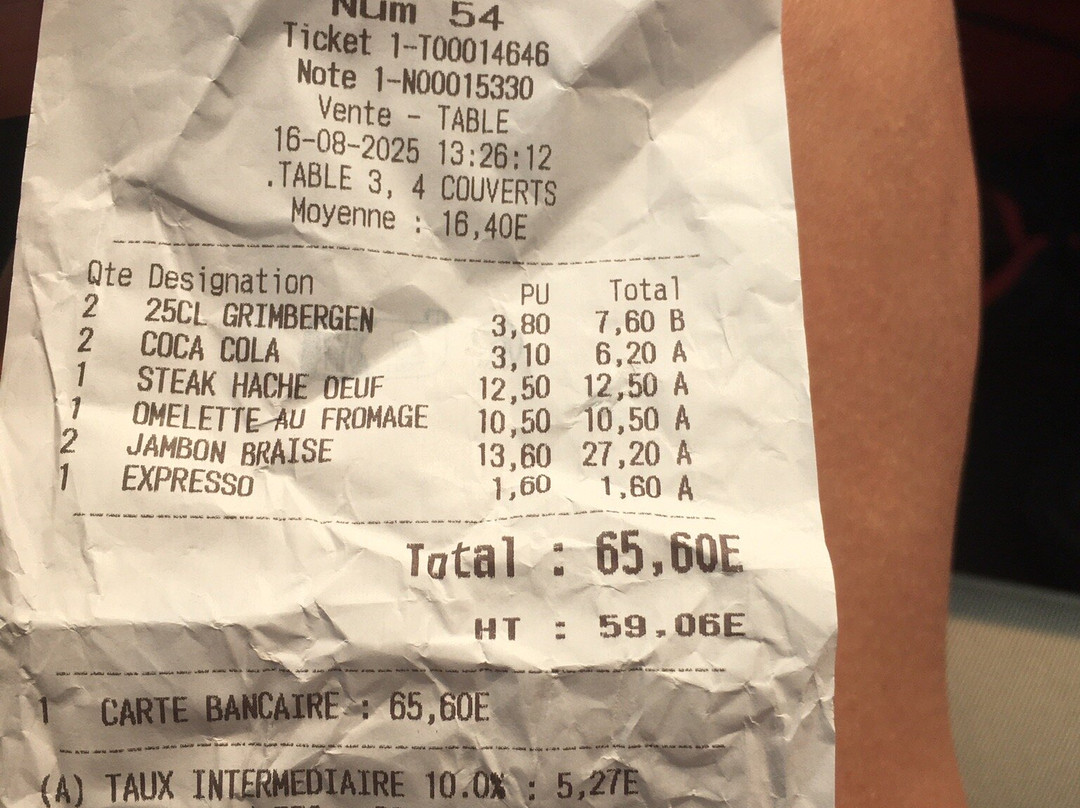 Num 54
Ticket 1-T00014646
Note 1-N00015330
Vente - TABLE
16-08-2025 13:26:12
.TABLE 3, 4 COUVERTS
Moyenne : 16,40E
Qte Designation PU Total
2 25CL GRIMBERGEN 3,80 7,60 B
2 COCA COLA 3,10 6,20 A
1 STEAK HACHE OEUF 12,50 12,50 A
1 OMELETTE AU FROMAGE 10,50 10,50 A
2 JAMBON BRAISE 13,60 27,20 A
1 EXPRESSO 1,60 1,60 A
Total : 65,60E
HT : 59,06E
1 CARTE BANCAIRE : 65,60E
(A) TAUX INTERMEDIAIRE 10.0% : 5,27E